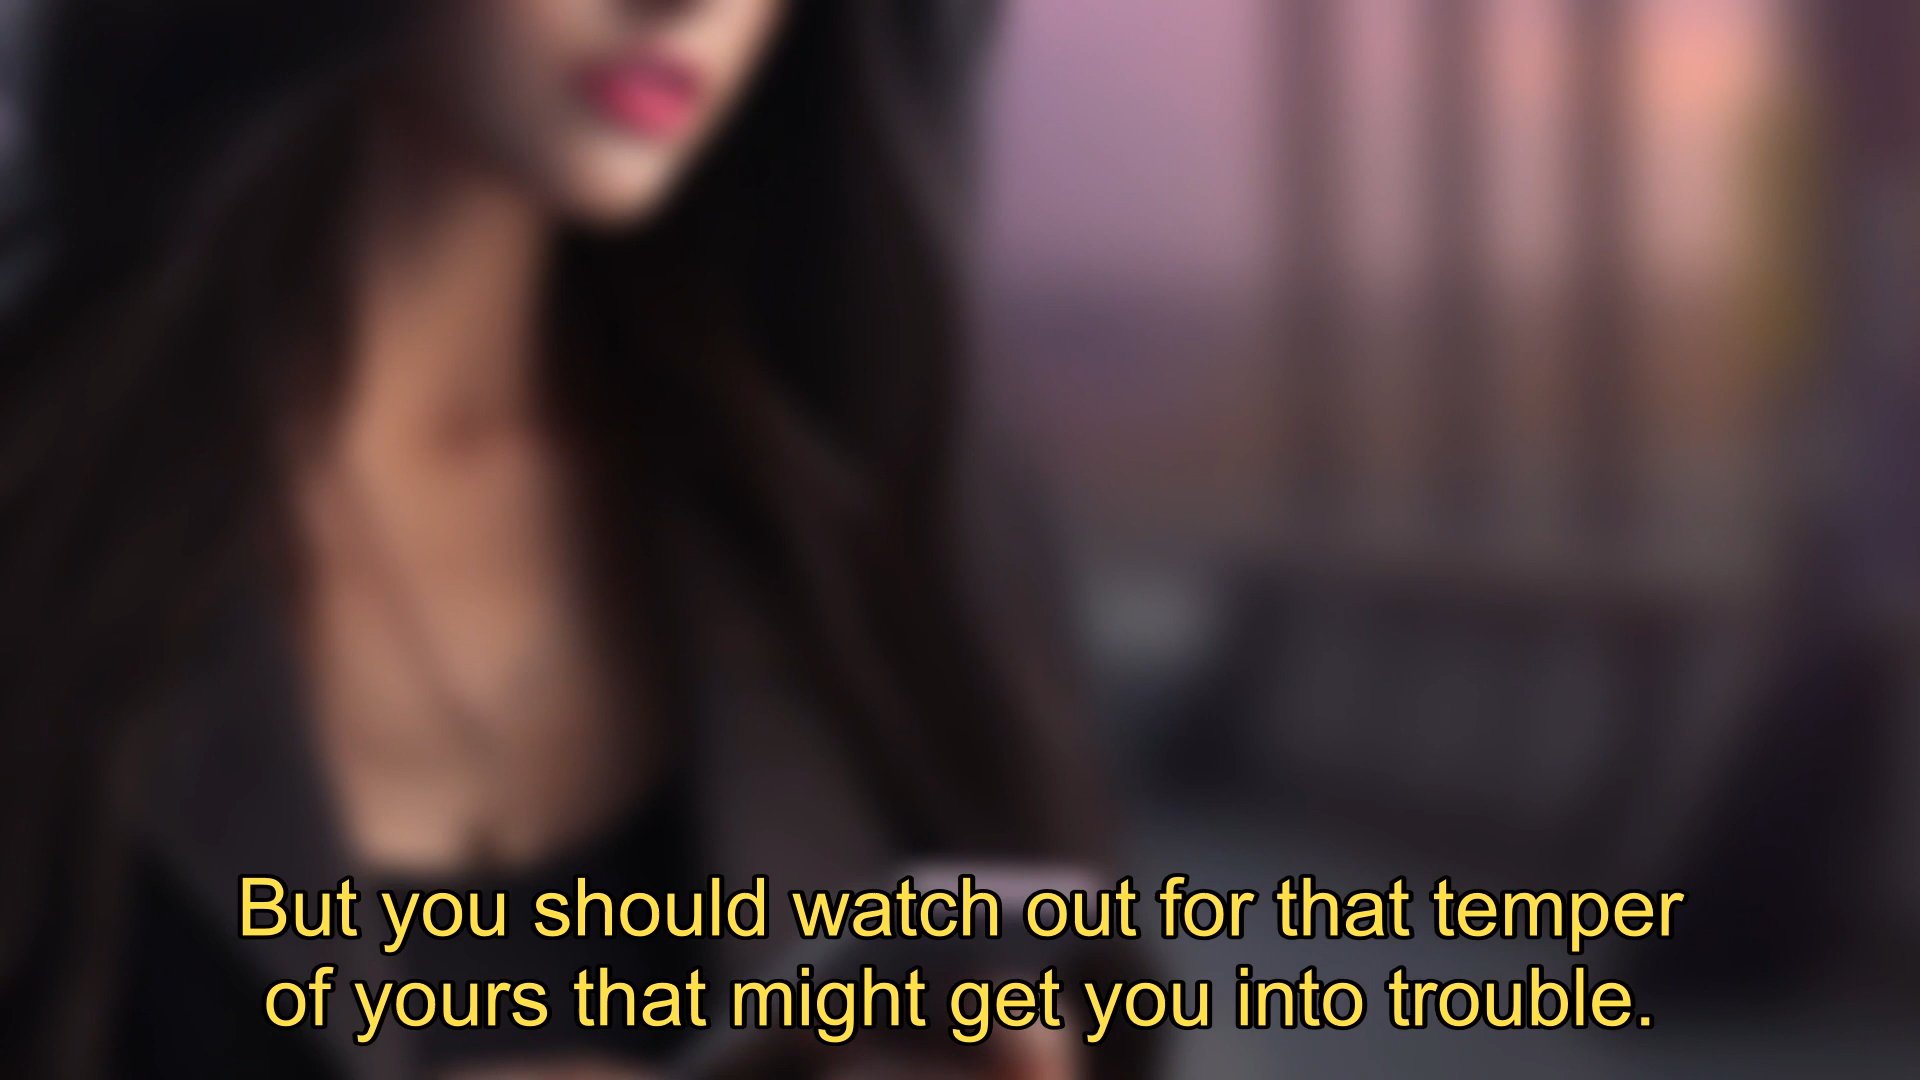 But you should watch out for that temper
of yours that might get you into trouble.